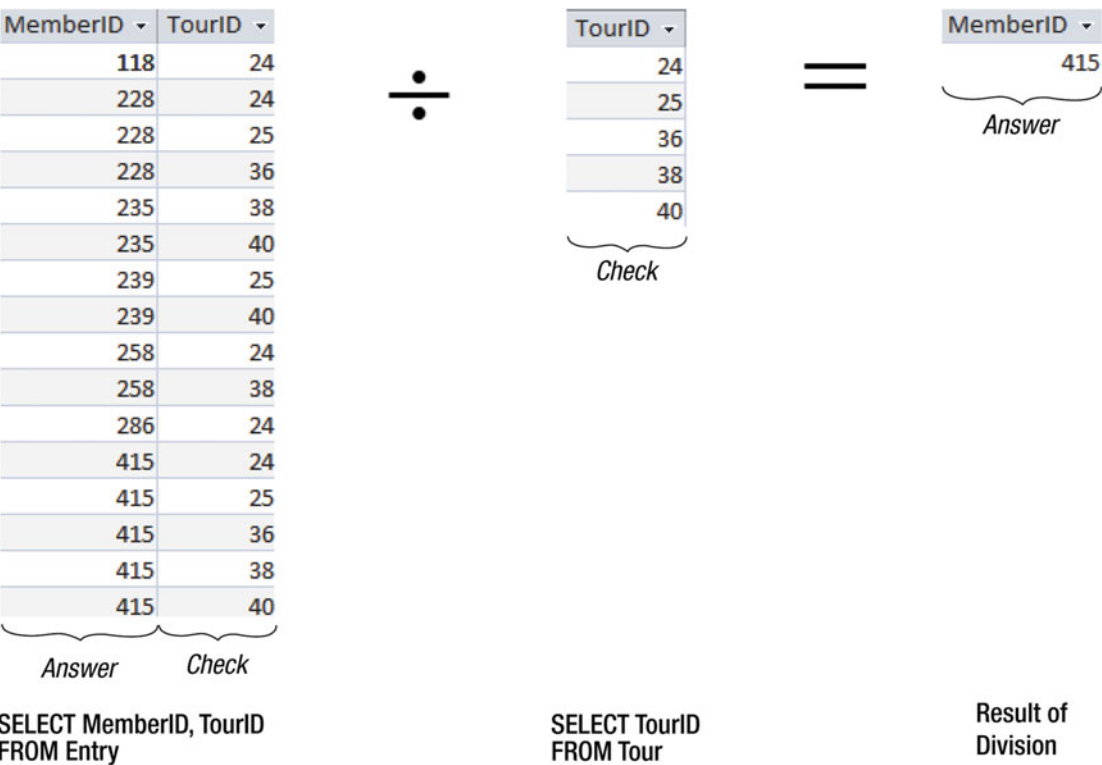 MemberID TourID
118 24
228 24
228 25
228 36
235 38
235 40
239 25
239 40
258 24
258 38
286 24
415 24
415 25
415 36
415 38
415 40
Answer Check
SELECT MemberID, TourID
FROM Entry
÷
TourID
24
25
36
38
40
Check
SELECT TourID
FROM Tour
=
MemberID
415
Answer
Result of
Division